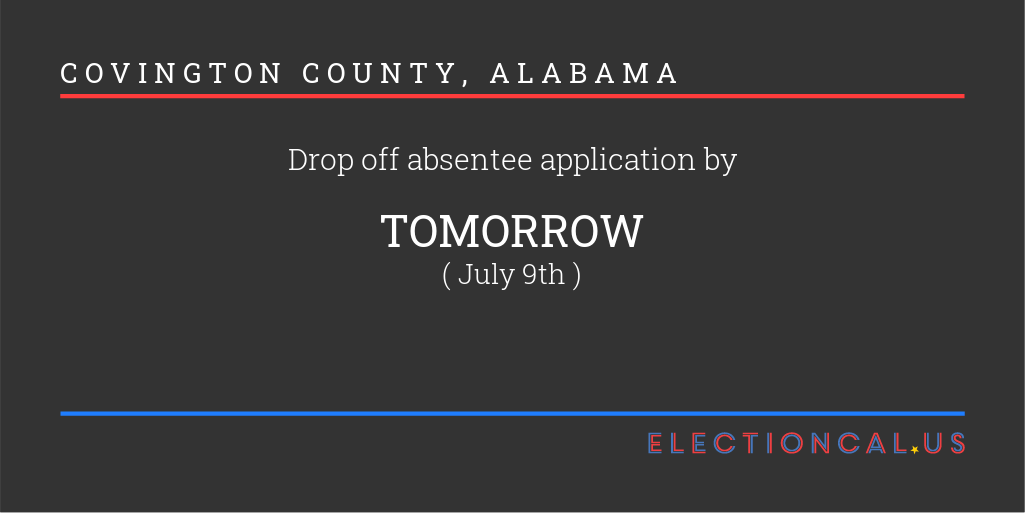 COVINGTON COUNTY, ALABAMA
Drop off absentee application by
TOMORROW
( July 9th )
ELECTIONCAL.US